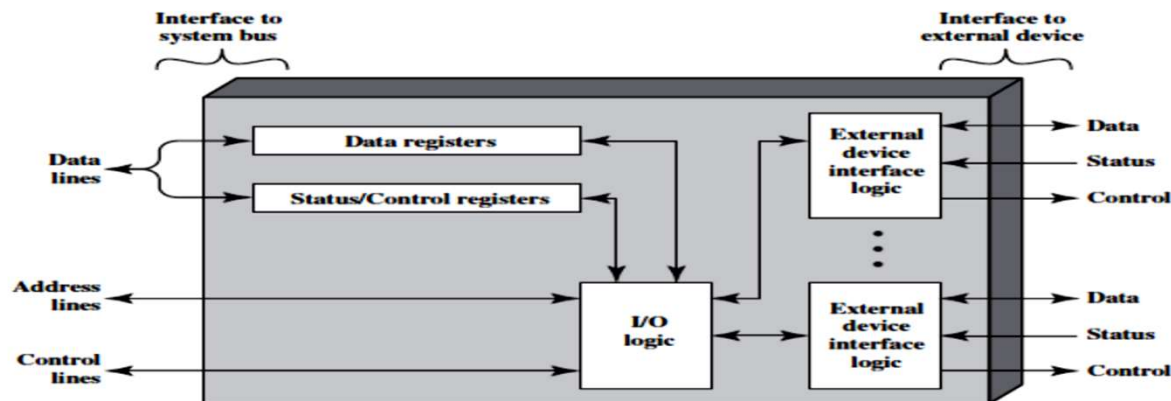 Interface to
system bus
Interface to
external device
Data registers
Status/Control registers
Data
lines
Address
lines
Control
lines
I/O
logic
External
device
interface
logic
Data
Status
Control
External
device
interface
logic
Data
Status
Control